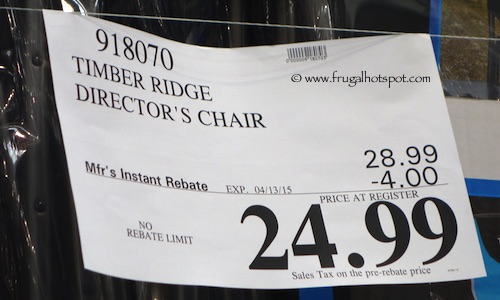 918070
TIMBER RIDGE
DIRECTOR'S CHAIR
© www.frugalhotspot.com
28.99
Mfr's Instant Rebate EXP. 04/13/15 -4.00
PRICE AT REGISTER
NO
REBATE LIMIT
24.99
Sales Tax on the pre-rebate price